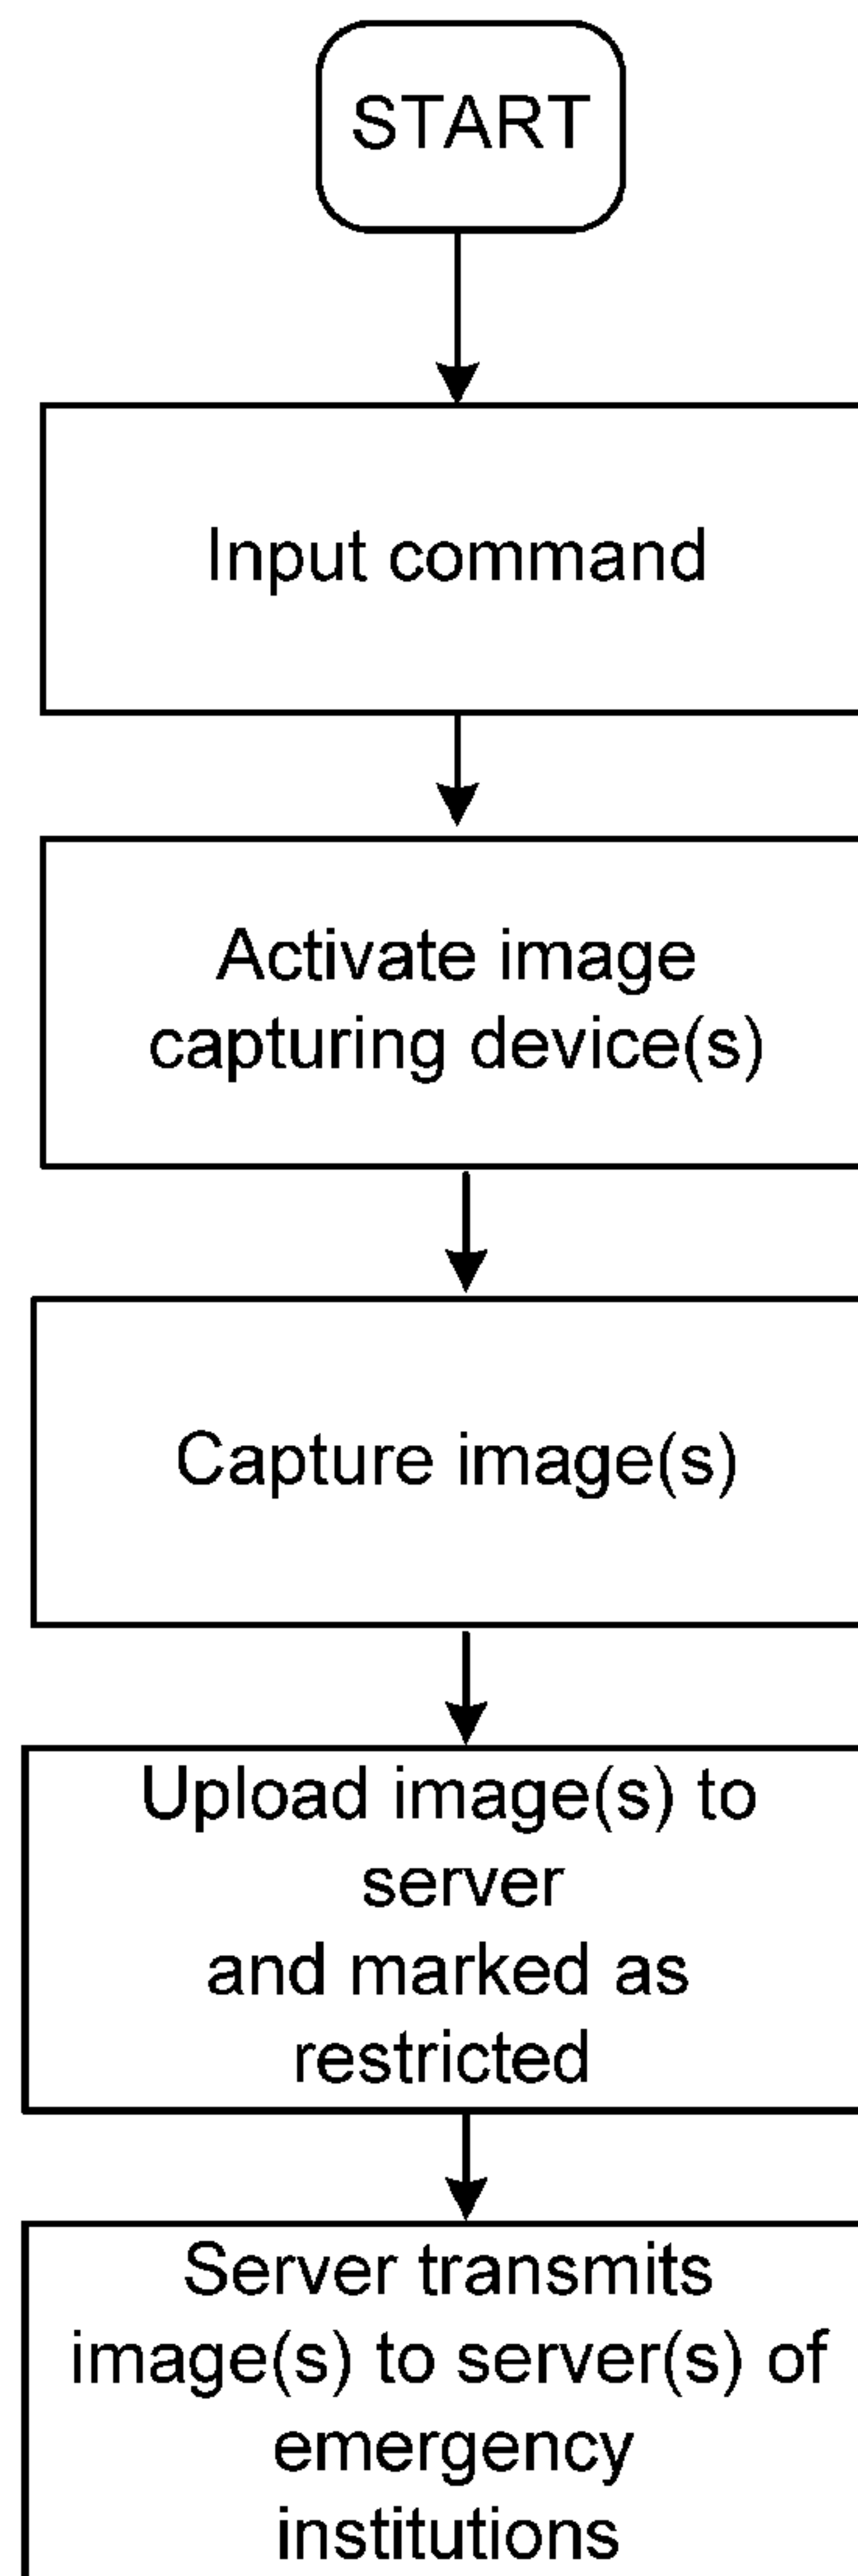 START
Input command
Activate image
capturing device(s)
Capture image(s)
Upload image(s) to
server
and marked as
restricted
Server transmits
image(s) to server(s) of
emergency
institutions